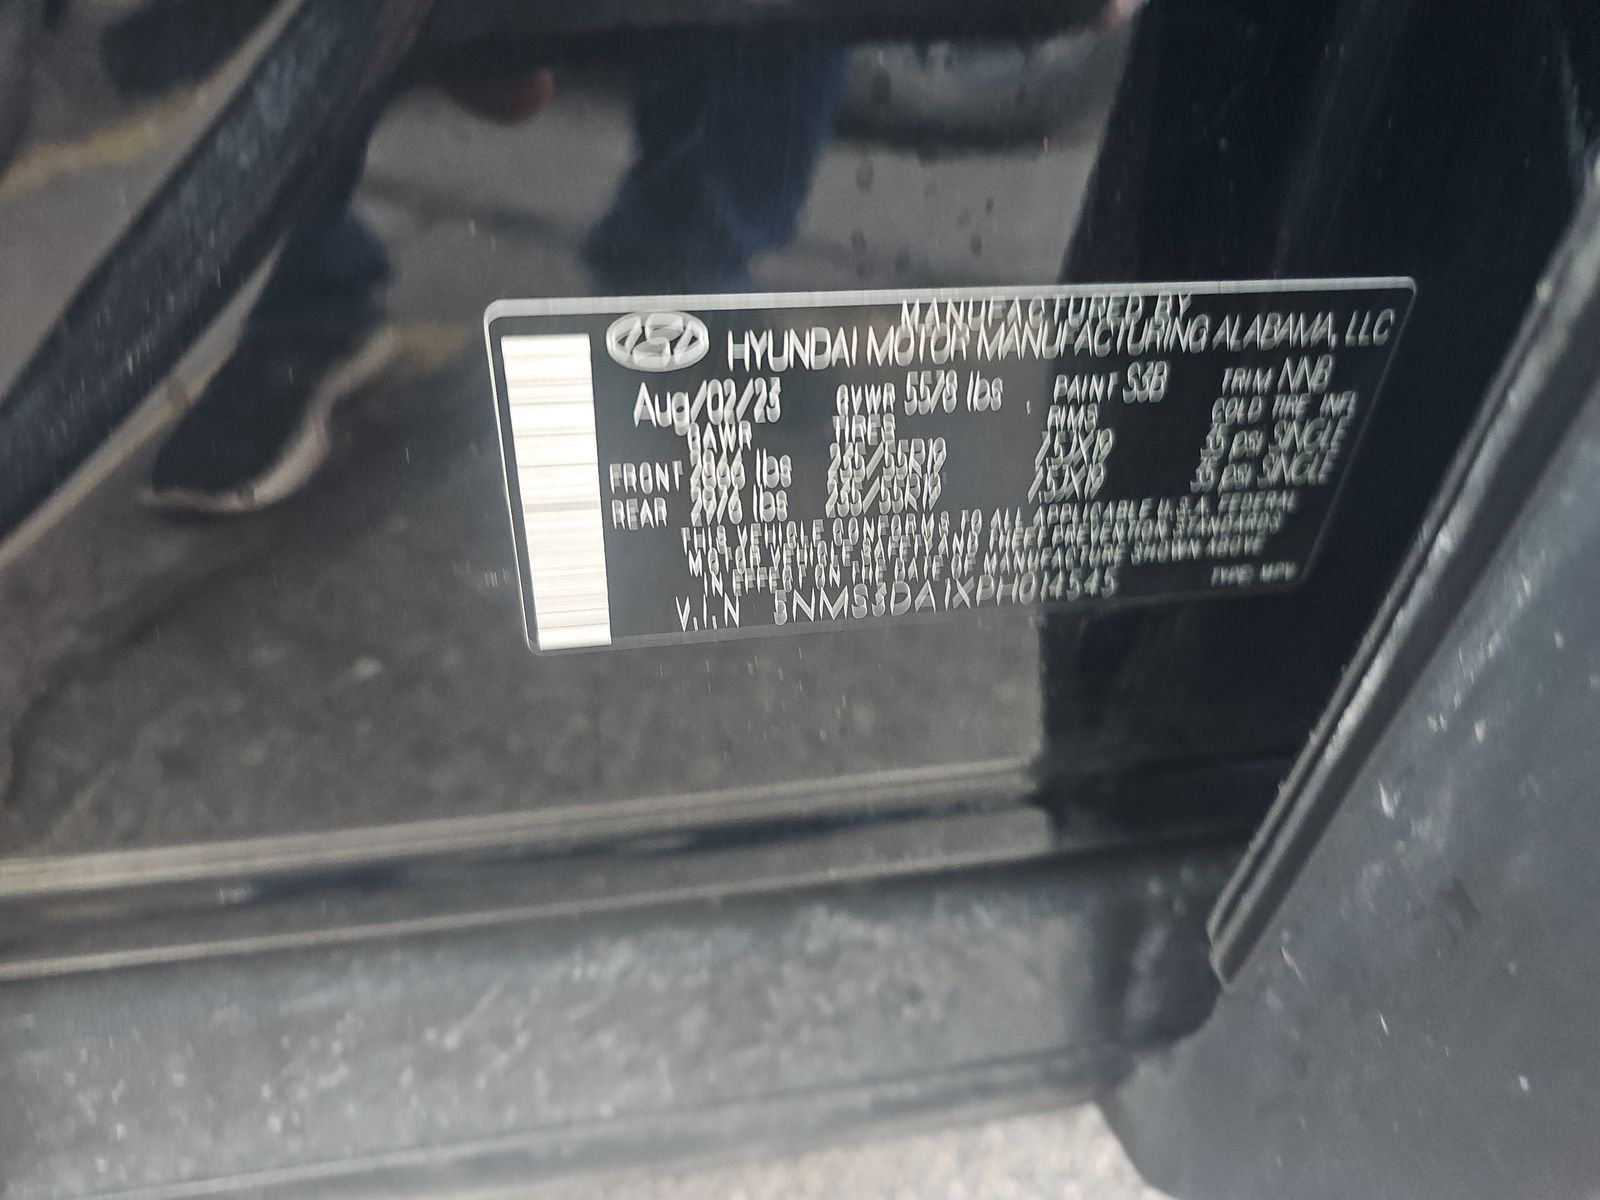 MANUFACTURED BY
HYUNDAI MOTOR MANUFACTURING ALABAMA, LLC
Aug/02/23 GVWR 5578 lbs PAINT S3B TRIM NNB
GAWR TIRES RIMS COLD TIRE INFL
FRONT lbs 235/55R19 7.5JX19 35 psi SINGLE
REAR 2976 lbs 235/55R19 7.5JX19 35 psi SINGLE
THIS VEHICLE CONFORMS TO ALL APPLICABLE U.S.A. FEDERAL
MOTOR VEHICLE SAFETY AND THEFT PREVENTION STANDARDS
IN EFFECT ON THE DATE OF MANUFACTURE SHOWN ABOVE
V.I.N 5NMS3DA1XPH014545 TYPE: MPV